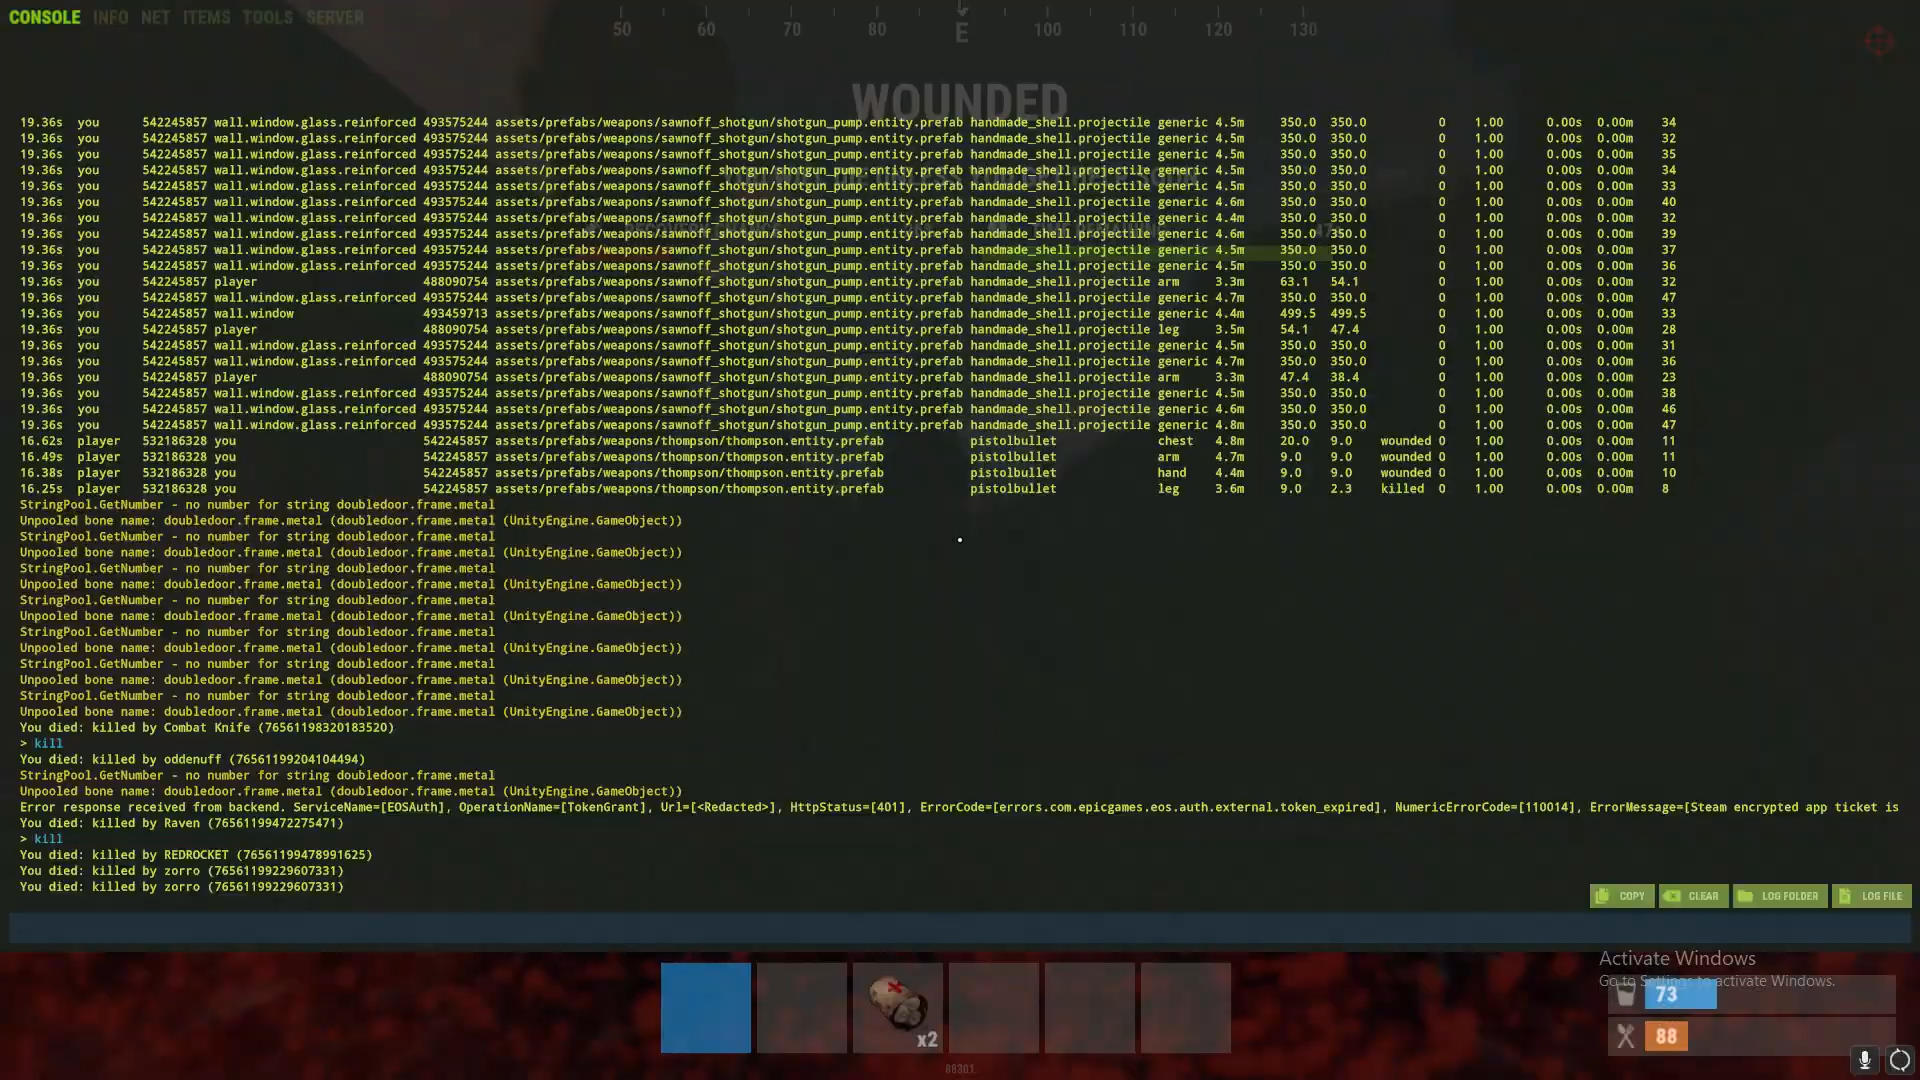 CONSOLE INFO NET ITEMS TOOLS SERVER
50 60 70 80 E 100 110 120 130
WOUNDED
19.36s you 542245857 wall.window.glass.reinforced 493575244 assets/prefabs/weapons/sawnoff_shotgun/shotgun_pump.entity.prefab handmade_shell.projectile generic 4.5m 350.0 350.0 0 1.00 0.00s 0.00m 34
19.36s you 542245857 wall.window.glass.reinforced 493575244 assets/prefabs/weapons/sawnoff_shotgun/shotgun_pump.entity.prefab handmade_shell.projectile generic 4.5m 350.0 350.0 0 1.00 0.00s 0.00m 32
19.36s you 542245857 wall.window.glass.reinforced 493575244 assets/prefabs/weapons/sawnoff_shotgun/shotgun_pump.entity.prefab handmade_shell.projectile generic 4.5m 350.0 350.0 0 1.00 0.00s 0.00m 35
19.36s you 542245857 wall.window.glass.reinforced 493575244 assets/prefabs/weapons/sawnoff_shotgun/shotgun_pump.entity.prefab handmade_shell.projectile generic 4.5m 350.0 350.0 0 1.00 0.00s 0.00m 34
19.36s you 542245857 wall.window.glass.reinforced 493575244 assets/prefabs/weapons/sawnoff_shotgun/shotgun_pump.entity.prefab handmade_shell.projectile generic 4.5m 350.0 350.0 0 1.00 0.00s 0.00m 33
19.36s you 542245857 wall.window.glass.reinforced 493575244 assets/prefabs/weapons/sawnoff_shotgun/shotgun_pump.entity.prefab handmade_shell.projectile generic 4.6m 350.0 350.0 0 1.00 0.00s 0.00m 40
19.36s you 542245857 wall.window.glass.reinforced 493575244 assets/prefabs/weapons/sawnoff_shotgun/shotgun_pump.entity.prefab handmade_shell.projectile generic 4.4m 350.0 350.0 0 1.00 0.00s 0.00m 32
19.36s you 542245857 wall.window.glass.reinforced 493575244 assets/prefabs/weapons/sawnoff_shotgun/shotgun_pump.entity.prefab handmade_shell.projectile generic 4.6m 350.0 350.0 0 1.00 0.00s 0.00m 39
19.36s you 542245857 wall.window.glass.reinforced 493575244 assets/prefabs/weapons/sawnoff_shotgun/shotgun_pump.entity.prefab handmade_shell.projectile generic 4.5m 350.0 350.0 0 1.00 0.00s 0.00m 37
19.36s you 542245857 wall.window.glass.reinforced 493575244 assets/prefabs/weapons/sawnoff_shotgun/shotgun_pump.entity.prefab handmade_shell.projectile generic 4.5m 350.0 350.0 0 1.00 0.00s 0.00m 36
19.36s you 542245857 player 488090754 assets/prefabs/weapons/sawnoff_shotgun/shotgun_pump.entity.prefab handmade_shell.projectile arm 3.3m 63.1 54.1 0 1.00 0.00s 0.00m 32
19.36s you 542245857 wall.window.glass.reinforced 493575244 assets/prefabs/weapons/sawnoff_shotgun/shotgun_pump.entity.prefab handmade_shell.projectile generic 4.7m 350.0 350.0 0 1.00 0.00s 0.00m 47
19.36s you 542245857 wall.window 493459713 assets/prefabs/weapons/sawnoff_shotgun/shotgun_pump.entity.prefab handmade_shell.projectile generic 4.4m 499.5 499.5 0 1.00 0.00s 0.00m 33
19.36s you 542245857 player 488090754 assets/prefabs/weapons/sawnoff_shotgun/shotgun_pump.entity.prefab handmade_shell.projectile leg 3.5m 54.1 47.4 0 1.00 0.00s 0.00m 28
19.36s you 542245857 wall.window.glass.reinforced 493575244 assets/prefabs/weapons/sawnoff_shotgun/shotgun_pump.entity.prefab handmade_shell.projectile generic 4.5m 350.0 350.0 0 1.00 0.00s 0.00m 31
19.36s you 542245857 wall.window.glass.reinforced 493575244 assets/prefabs/weapons/sawnoff_shotgun/shotgun_pump.entity.prefab handmade_shell.projectile generic 4.7m 350.0 350.0 0 1.00 0.00s 0.00m 36
19.36s you 542245857 player 488090754 assets/prefabs/weapons/sawnoff_shotgun/shotgun_pump.entity.prefab handmade_shell.projectile arm 3.3m 47.4 38.4 0 1.00 0.00s 0.00m 23
19.36s you 542245857 wall.window.glass.reinforced 493575244 assets/prefabs/weapons/sawnoff_shotgun/shotgun_pump.entity.prefab handmade_shell.projectile generic 4.5m 350.0 350.0 0 1.00 0.00s 0.00m 38
19.36s you 542245857 wall.window.glass.reinforced 493575244 assets/prefabs/weapons/sawnoff_shotgun/shotgun_pump.entity.prefab handmade_shell.projectile generic 4.6m 350.0 350.0 0 1.00 0.00s 0.00m 46
19.36s you 542245857 wall.window.glass.reinforced 493575244 assets/prefabs/weapons/sawnoff_shotgun/shotgun_pump.entity.prefab handmade_shell.projectile generic 4.8m 350.0 350.0 0 1.00 0.00s 0.00m 47
16.62s player 532186328 you 542245857 assets/prefabs/weapons/thompson/thompson.entity.prefab pistolbullet chest 4.8m 20.0 9.0 wounded 0 1.00 0.00s 0.00m 11
16.49s player 532186328 you 542245857 assets/prefabs/weapons/thompson/thompson.entity.prefab pistolbullet arm 4.7m 9.0 9.0 wounded 0 1.00 0.00s 0.00m 11
16.38s player 532186328 you 542245857 assets/prefabs/weapons/thompson/thompson.entity.prefab pistolbullet hand 4.4m 9.0 9.0 wounded 0 1.00 0.00s 0.00m 10
16.25s player 532186328 you 542245857 assets/prefabs/weapons/thompson/thompson.entity.prefab pistolbullet leg 3.6m 9.0 2.3 killed 0 1.00 0.00s 0.00m 8
StringPool.GetNumber - no number for string doubledoor.frame.metal
Unpooled bone name: doubledoor.frame.metal (doubledoor.frame.metal (UnityEngine.GameObject))
StringPool.GetNumber - no number for string doubledoor.frame.metal
Unpooled bone name: doubledoor.frame.metal (doubledoor.frame.metal (UnityEngine.GameObject))
StringPool.GetNumber - no number for string doubledoor.frame.metal
Unpooled bone name: doubledoor.frame.metal (doubledoor.frame.metal (UnityEngine.GameObject))
StringPool.GetNumber - no number for string doubledoor.frame.metal
Unpooled bone name: doubledoor.frame.metal (doubledoor.frame.metal (UnityEngine.GameObject))
StringPool.GetNumber - no number for string doubledoor.frame.metal
Unpooled bone name: doubledoor.frame.metal (doubledoor.frame.metal (UnityEngine.GameObject))
StringPool.GetNumber - no number for string doubledoor.frame.metal
Unpooled bone name: doubledoor.frame.metal (doubledoor.frame.metal (UnityEngine.GameObject))
StringPool.GetNumber - no number for string doubledoor.frame.metal
Unpooled bone name: doubledoor.frame.metal (doubledoor.frame.metal (UnityEngine.GameObject))
You died: killed by Combat Knife (76561198320183520)
> kill
You died: killed by oddenuff (76561199204104494)
StringPool.GetNumber - no number for string doubledoor.frame.metal
Unpooled bone name: doubledoor.frame.metal (doubledoor.frame.metal (UnityEngine.GameObject))
Error response received from backend. ServiceName=[EOSAuth], OperationName=[TokenGrant], Url=[<Redacted>], HttpStatus=[401], ErrorCode=[errors.com.epicgames.eos.auth.external.token_expired], NumericErrorCode=[110014], ErrorMessage=[Steam encrypted app ticket is
You died: killed by Raven (76561199472275471)
> kill
You died: killed by REDROCKET (76561199478991625)
You died: killed by zorro (76561199229607331)
You died: killed by zorro (76561199229607331)
COPY CLEAR LOG FOLDER LOG FILE
Activate Windows
Go to Settings to activate Windows.
73
x2
88
88301